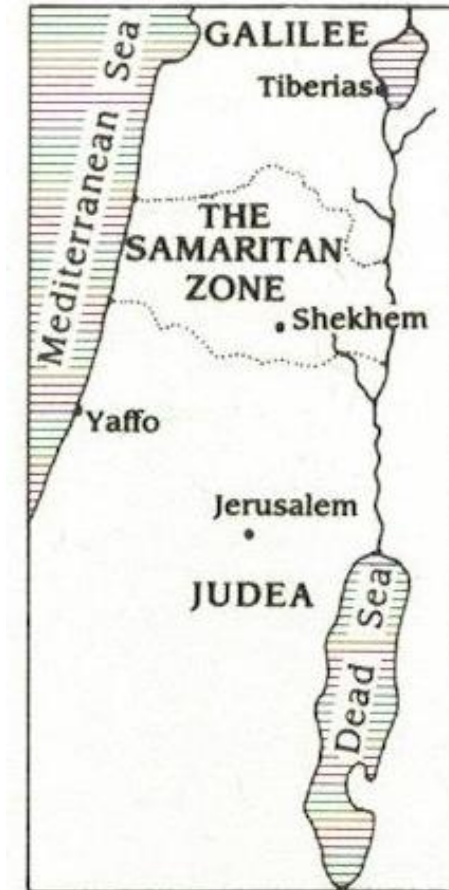 GALILEE
Tiberias
Mediterranean Sea
THE
SAMARITAN
ZONE
Shekhem
Yaffo
Jerusalem
JUDEA
Dead Sea